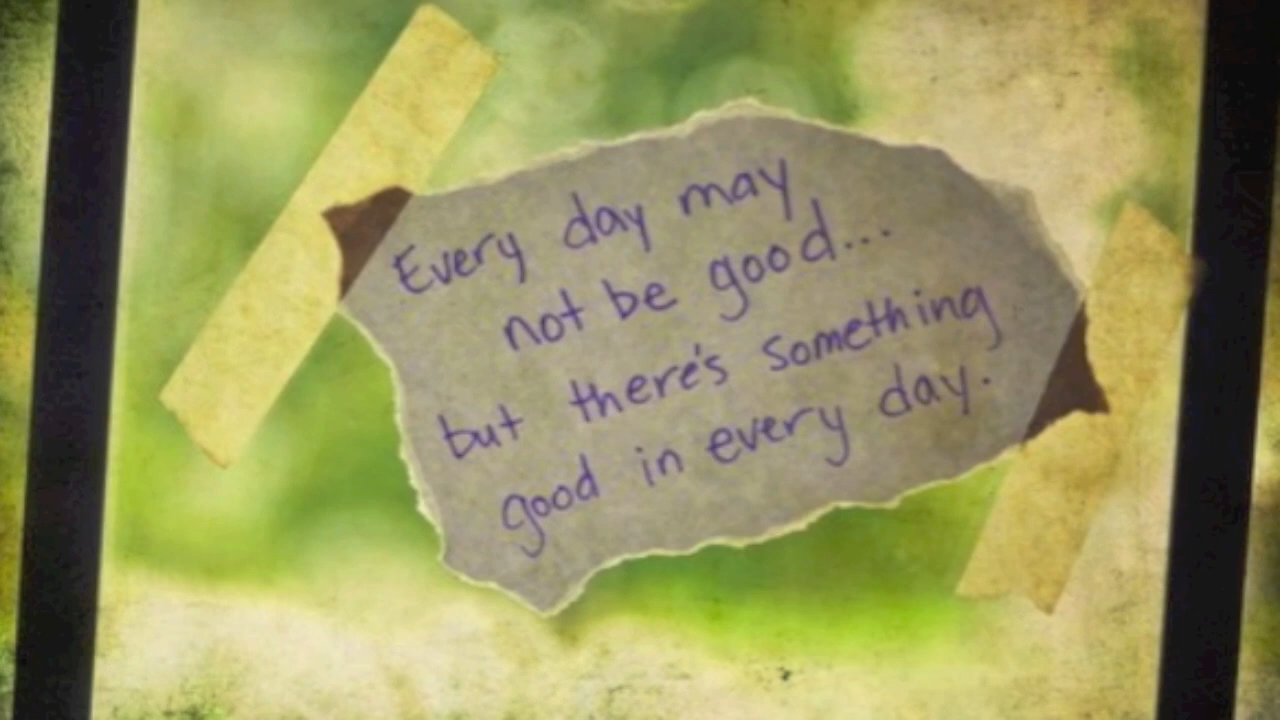 Every day may
not be good...
but there's something
good in every day.